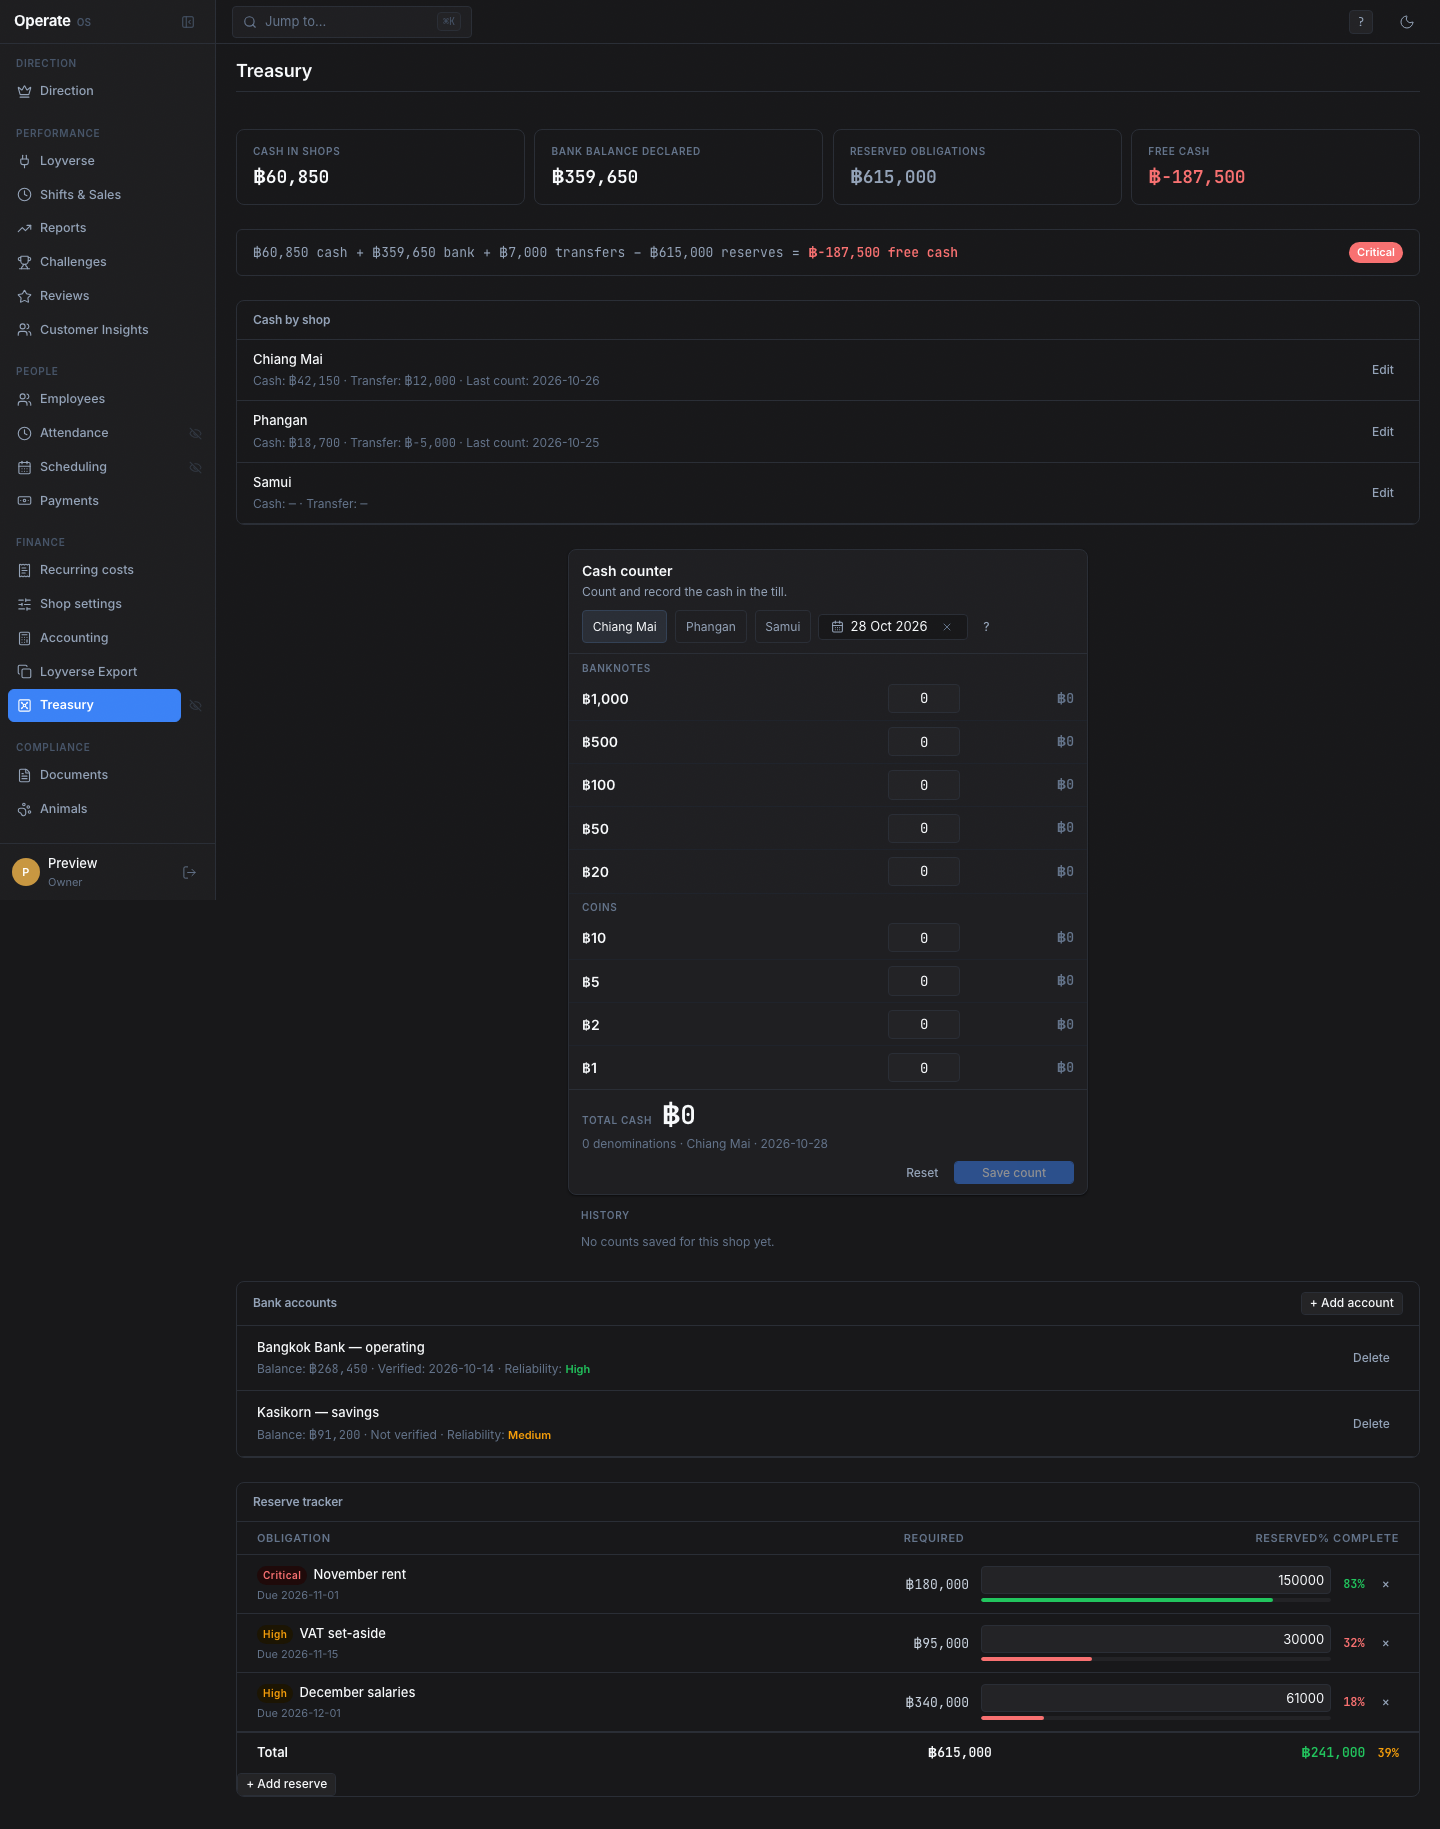 Operate OS
Jump to...
⌘K
?
DIRECTION
Direction
PERFORMANCE
Loyverse
Shifts & Sales
Reports
Challenges
Reviews
Customer Insights
PEOPLE
Employees
Attendance
Scheduling
Payments
FINANCE
Recurring costs
Shop settings
Accounting
Loyverse Export
Treasury
COMPLIANCE
Documents
Animals
P
Preview
Owner
Treasury
CASH IN SHOPS
฿60,850
BANK BALANCE DECLARED
฿359,650
RESERVED OBLIGATIONS
฿615,000
FREE CASH
฿-187,500
฿60,850 cash + ฿359,650 bank + ฿7,000 transfers − ฿615,000 reserves = ฿-187,500 free cash
Critical
Cash by shop
Chiang Mai
Cash: ฿42,150 · Transfer: ฿12,000 · Last count: 2026-10-26
Edit
Phangan
Cash: ฿18,700 · Transfer: ฿-5,000 · Last count: 2026-10-25
Edit
Samui
Cash: — · Transfer: —
Edit
Cash counter
Count and record the cash in the till.
Chiang Mai Phangan Samui 28 Oct 2026 × ?
BANKNOTES
฿1,000 0 ฿0
฿500 0 ฿0
฿100 0 ฿0
฿50 0 ฿0
฿20 0 ฿0
COINS
฿10 0 ฿0
฿5 0 ฿0
฿2 0 ฿0
฿1 0 ฿0
TOTAL CASH ฿0
0 denominations · Chiang Mai · 2026-10-28
Reset Save count
HISTORY
No counts saved for this shop yet.
Bank accounts
+ Add account
Bangkok Bank — operating
Balance: ฿268,450 · Verified: 2026-10-14 · Reliability: High
Delete
Kasikorn — savings
Balance: ฿91,200 · Not verified · Reliability: Medium
Delete
Reserve tracker
OBLIGATION REQUIRED RESERVED % COMPLETE
Critical November rent
Due 2026-11-01
฿180,000 150000 83% ×
High VAT set-aside
Due 2026-11-15
฿95,000 30000 32% ×
High December salaries
Due 2026-12-01
฿340,000 61000 18% ×
Total ฿615,000 ฿241,000 39%
+ Add reserve